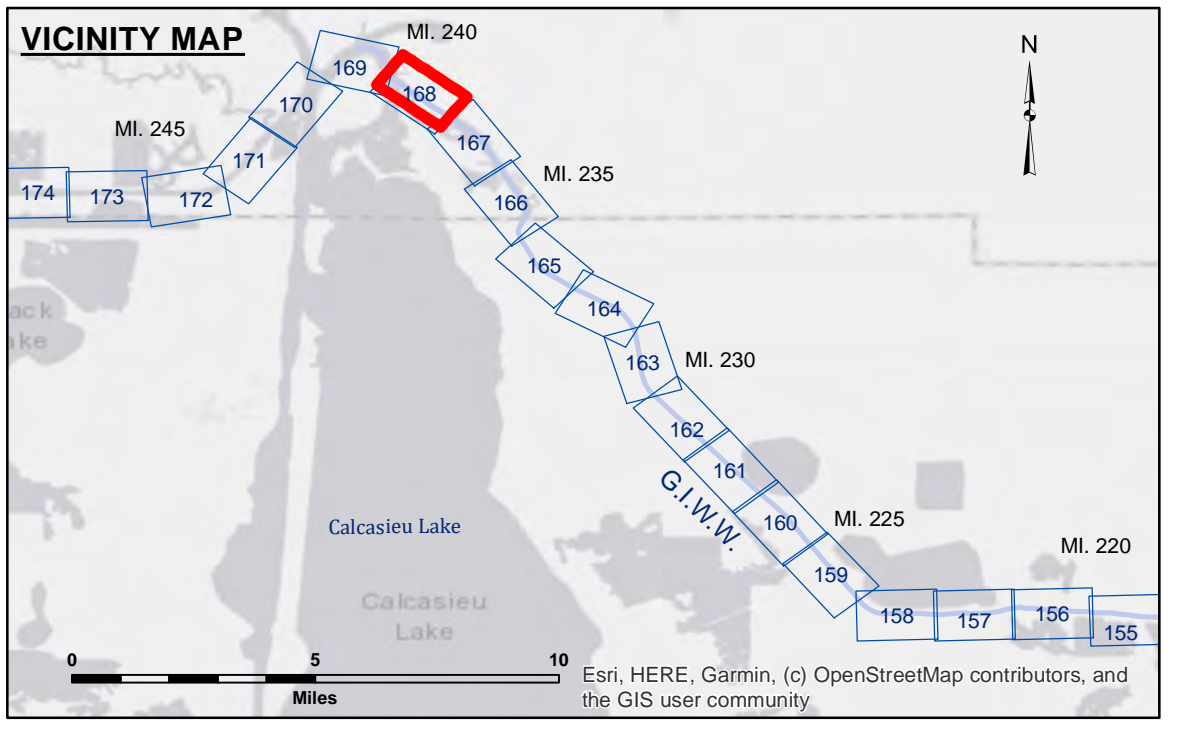 VICINITY MAP
MI. 240
N
169
168
170
MI. 245
167
171
MI. 235
174
173
172
166
165
164
ack
ake
163
MI. 230
162
161
G.I.W.W.
160
MI. 225
Calcasieu Lake
159
MI. 220
Calcasieu
Lake
158
157
156
155
0
5
10
Miles
Esri, HERE, Garmin, (c) OpenStreetMap contributors, and
the GIS user community